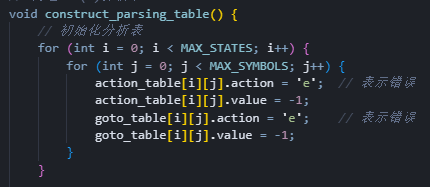 void construct_parsing_table() {
    // 初始化分析表
    for (int i = 0; i < MAX_STATES; i++) {
        for (int j = 0; j < MAX_SYMBOLS; j++) {
            action_table[i][j].action = 'e';  // 表示错误
            action_table[i][j].value = -1;
            goto_table[i][j].action = 'e';    // 表示错误
            goto_table[i][j].value = -1;
        }
    }